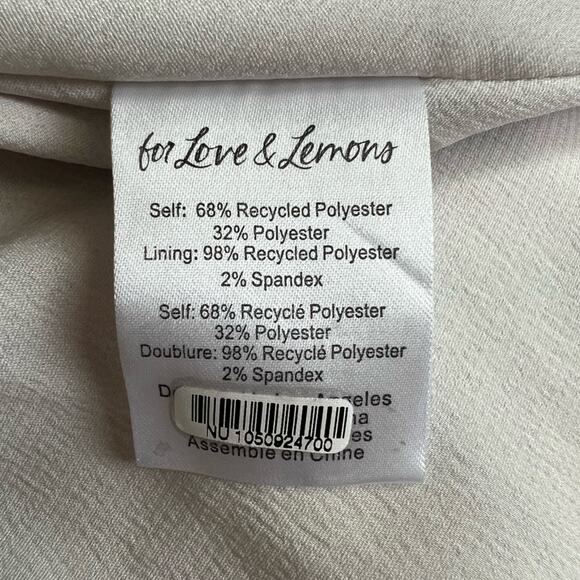 for Love & Lemons
Self: 68% Recycled Polyester
32% Polyester
Lining: 98% Recycled Polyester
2% Spandex
Self: 68% Recyclé Polyester
32% Polyester
Doublure: 98% Recyclé Polyester
2% Spandex
NU 1050924700
Assemblé en Chine